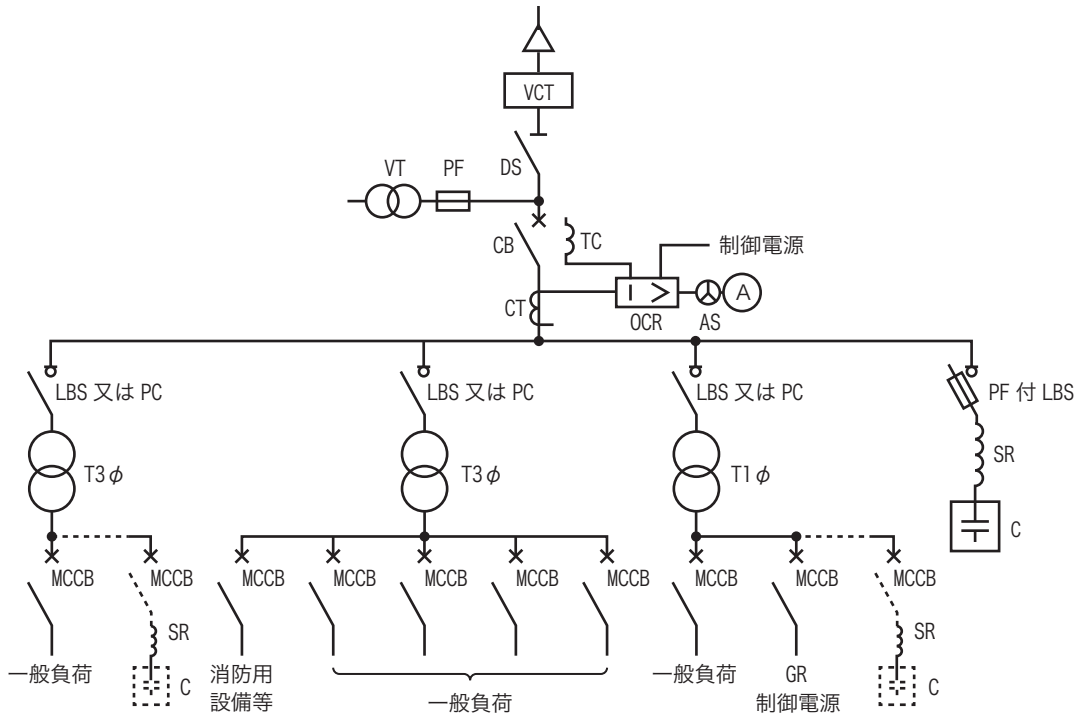 VCT
DS
VT
PF
CB
TC
制御電源
CT
OCR
AS
A
LBS 又は PC
LBS 又は PC
LBS 又は PC
PF 付 LBS
T3φ
T3φ
T1φ
SR
C
MCCB
MCCB
MCCB
MCCB
MCCB
MCCB
MCCB
MCCB
MCCB
MCCB
SR
SR
一般負荷
C
消防用
設備等
一般負荷
一般負荷
GR
制御電源
C